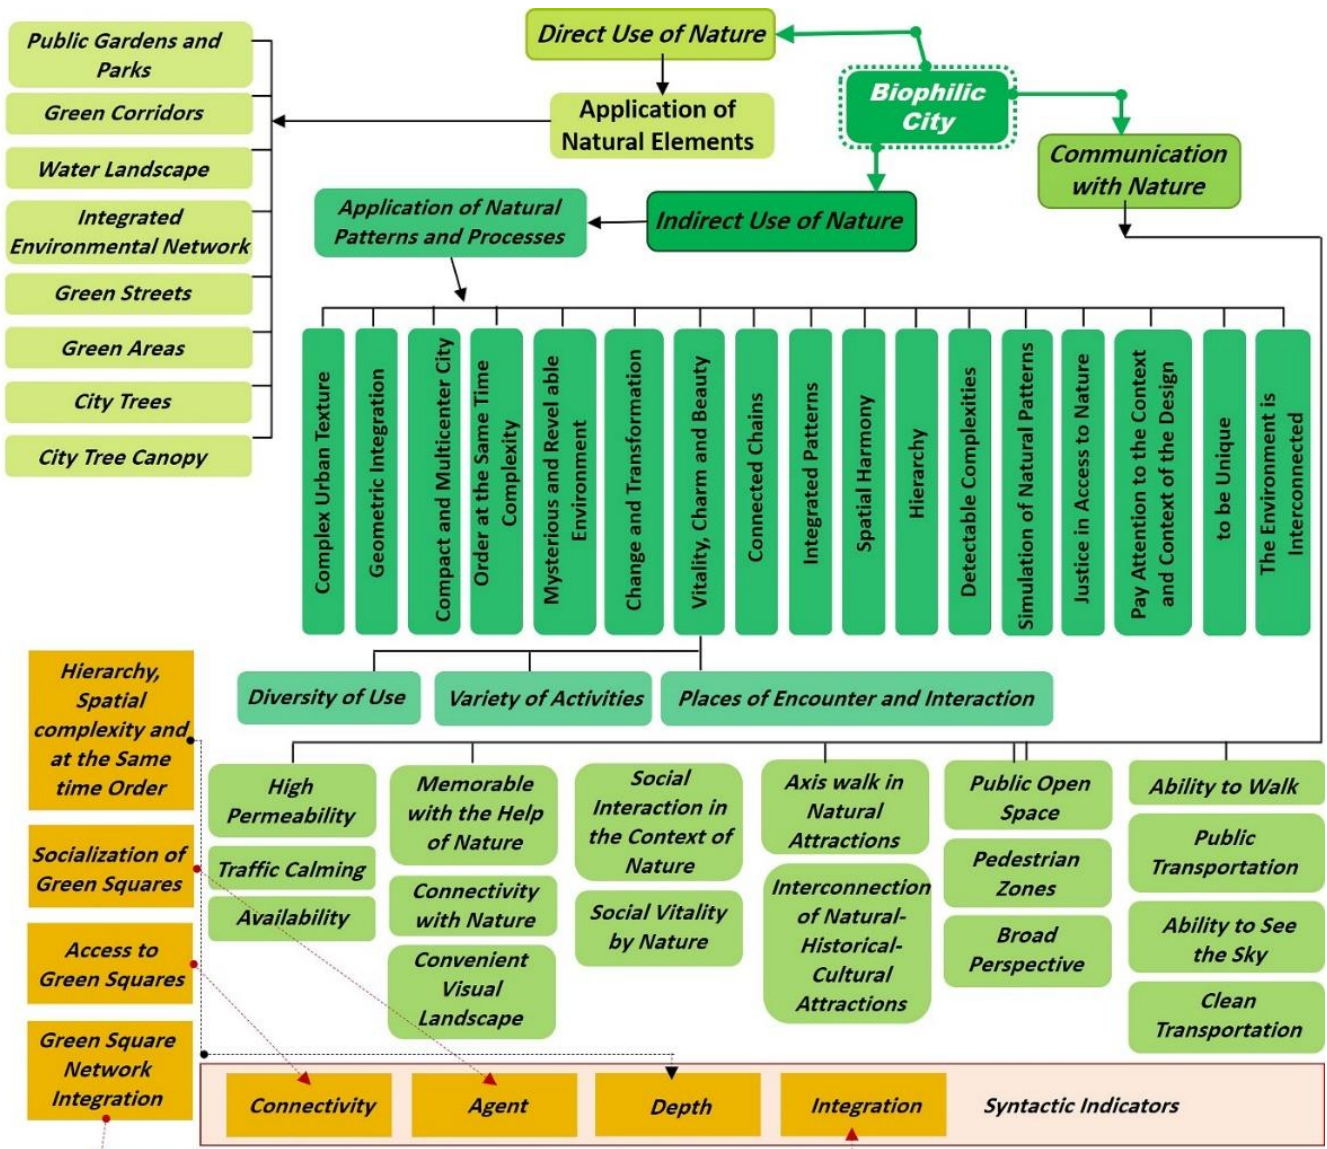 Direct Use of Nature
Biophilic
City
Communication
with Nature
Application of
Natural Elements
Public Gardens and
Parks
Green Corridors
Water Landscape
Integrated
Environmental Network
Green Streets
Green Areas
City Trees
City Tree Canopy
Indirect Use of Nature
Application of Natural
Patterns and Processes
Complex Urban Texture
Geometric Integration
Compact and Multicenter City
Order at the Same Time
Complexity
Mysterious and Revel able
Environment
Change and Transformation
Vitality, Charm and Beauty
Connected Chains
Integrated Patterns
Spatial Harmony
Hierarchy
Detectable Complexities
Simulation of Natural Patterns
Justice in Access to Nature
Pay Attention to the Context
and Context of the Design
to be Unique
The Environment is
Interconnected
Diversity of Use
Variety of Activities
Places of Encounter and Interaction
High
Permeability
Traffic Calming
Availability
Memorable
with the Help
of Nature
Connectivity
with Nature
Convenient
Visual
Landscape
Social
Interaction in
the Context of
Nature
Social Vitality
by Nature
Axis walk in
Natural
Attractions
Interconnection
of Natural-
Historical-
Cultural
Attractions
Public Open
Space
Pedestrian
Zones
Broad
Perspective
Ability to Walk
Public
Transportation
Ability to See
the Sky
Clean
Transportation
Hierarchy,
Spatial
complexity and
at the Same
time Order
Socialization of
Green Squares
Access to
Green Squares
Green Square
Network
Integration
Connectivity
Agent
Depth
Integration
Syntactic Indicators